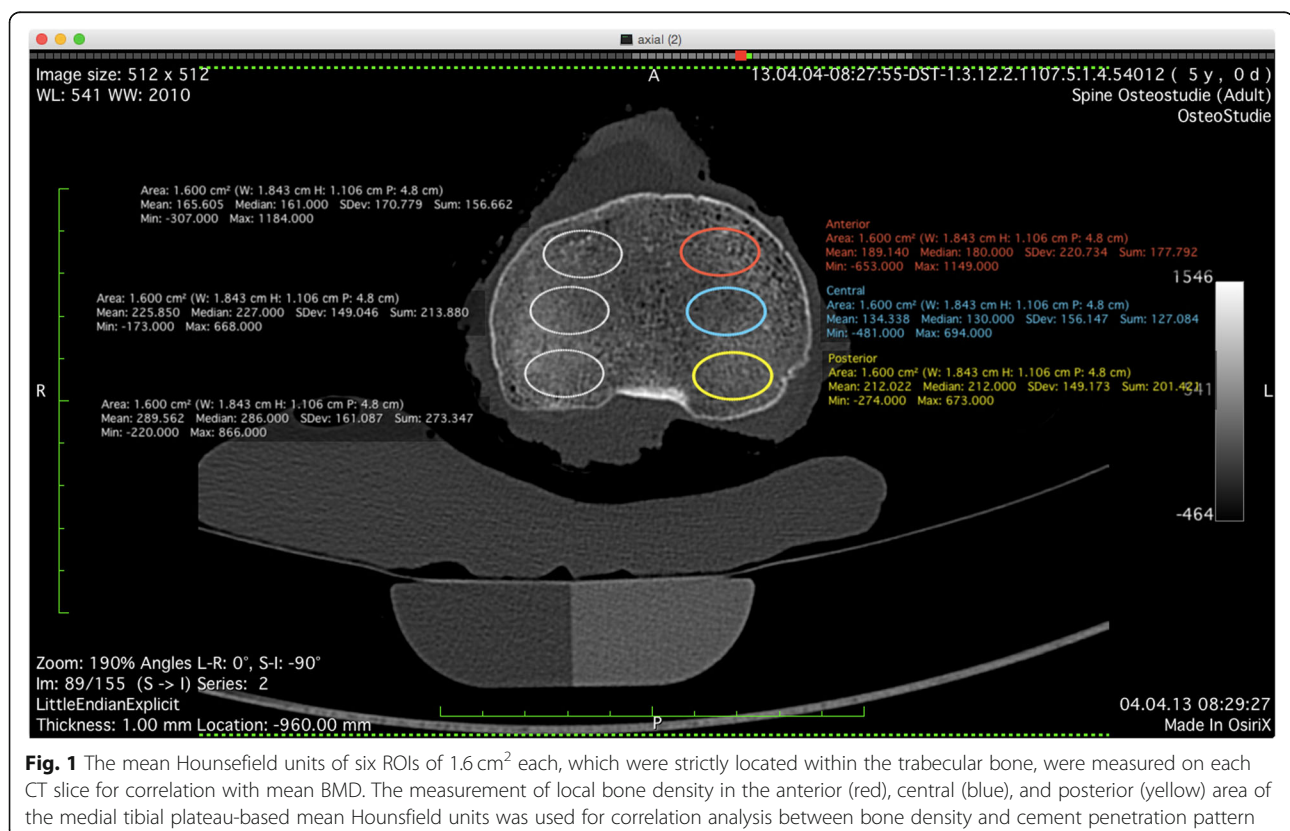 axial (2)
Image size: 512 x 512
WL: 541 WW: 2010
A
13.04.04-08:27:55-DST-1.3.12.2.1107.5.1.4.54012 ( 5 y , 0 d )
Spine Osteostudie (Adult)
OsteoStudie
Area: 1.600 cm² (W: 1.843 cm H: 1.106 cm P: 4.8 cm)
Mean: 165.605 Median: 161.000 SDev: 170.779 Sum: 156.662
Min: -307.000 Max: 1184.000
Anterior
Area: 1.600 cm² (W: 1.843 cm H: 1.106 cm P: 4.8 cm)
Mean: 189.140 Median: 180.000 SDev: 220.734 Sum: 177.792
Min: -653.000 Max: 1149.000
1546
Area: 1.600 cm² (W: 1.843 cm H: 1.106 cm P: 4.8 cm)
Mean: 225.850 Median: 227.000 SDev: 149.046 Sum: 213.880
Min: -173.000 Max: 668.000
Central
Area: 1.600 cm² (W: 1.843 cm H: 1.106 cm P: 4.8 cm)
Mean: 134.338 Median: 130.000 SDev: 156.147 Sum: 127.084
Min: -481.000 Max: 694.000
Posterior
Area: 1.600 cm² (W: 1.843 cm H: 1.106 cm P: 4.8 cm)
Mean: 212.022 Median: 212.000 SDev: 149.173 Sum: 201.421
Min: -274.000 Max: 673.000
541
R
L
Area: 1.600 cm² (W: 1.843 cm H: 1.106 cm P: 4.8 cm)
Mean: 289.562 Median: 286.000 SDev: 161.087 Sum: 273.347
Min: -220.000 Max: 866.000
-464
Zoom: 190% Angles L-R: 0°, S-I: -90°
Im: 89/155 (S -> I) Series: 2
LittleEndianExplicit
Thickness: 1.00 mm Location: -960.00 mm
P
04.04.13 08:29:27
Made In OsiriX
Fig. 1 The mean Hounsefield units of six ROIs of 1.6 cm² each, which were strictly located within the trabecular bone, were measured on each
CT slice for correlation with mean BMD. The measurement of local bone density in the anterior (red), central (blue), and posterior (yellow) area of
the medial tibial plateau-based mean Hounsfield units was used for correlation analysis between bone density and cement penetration pattern